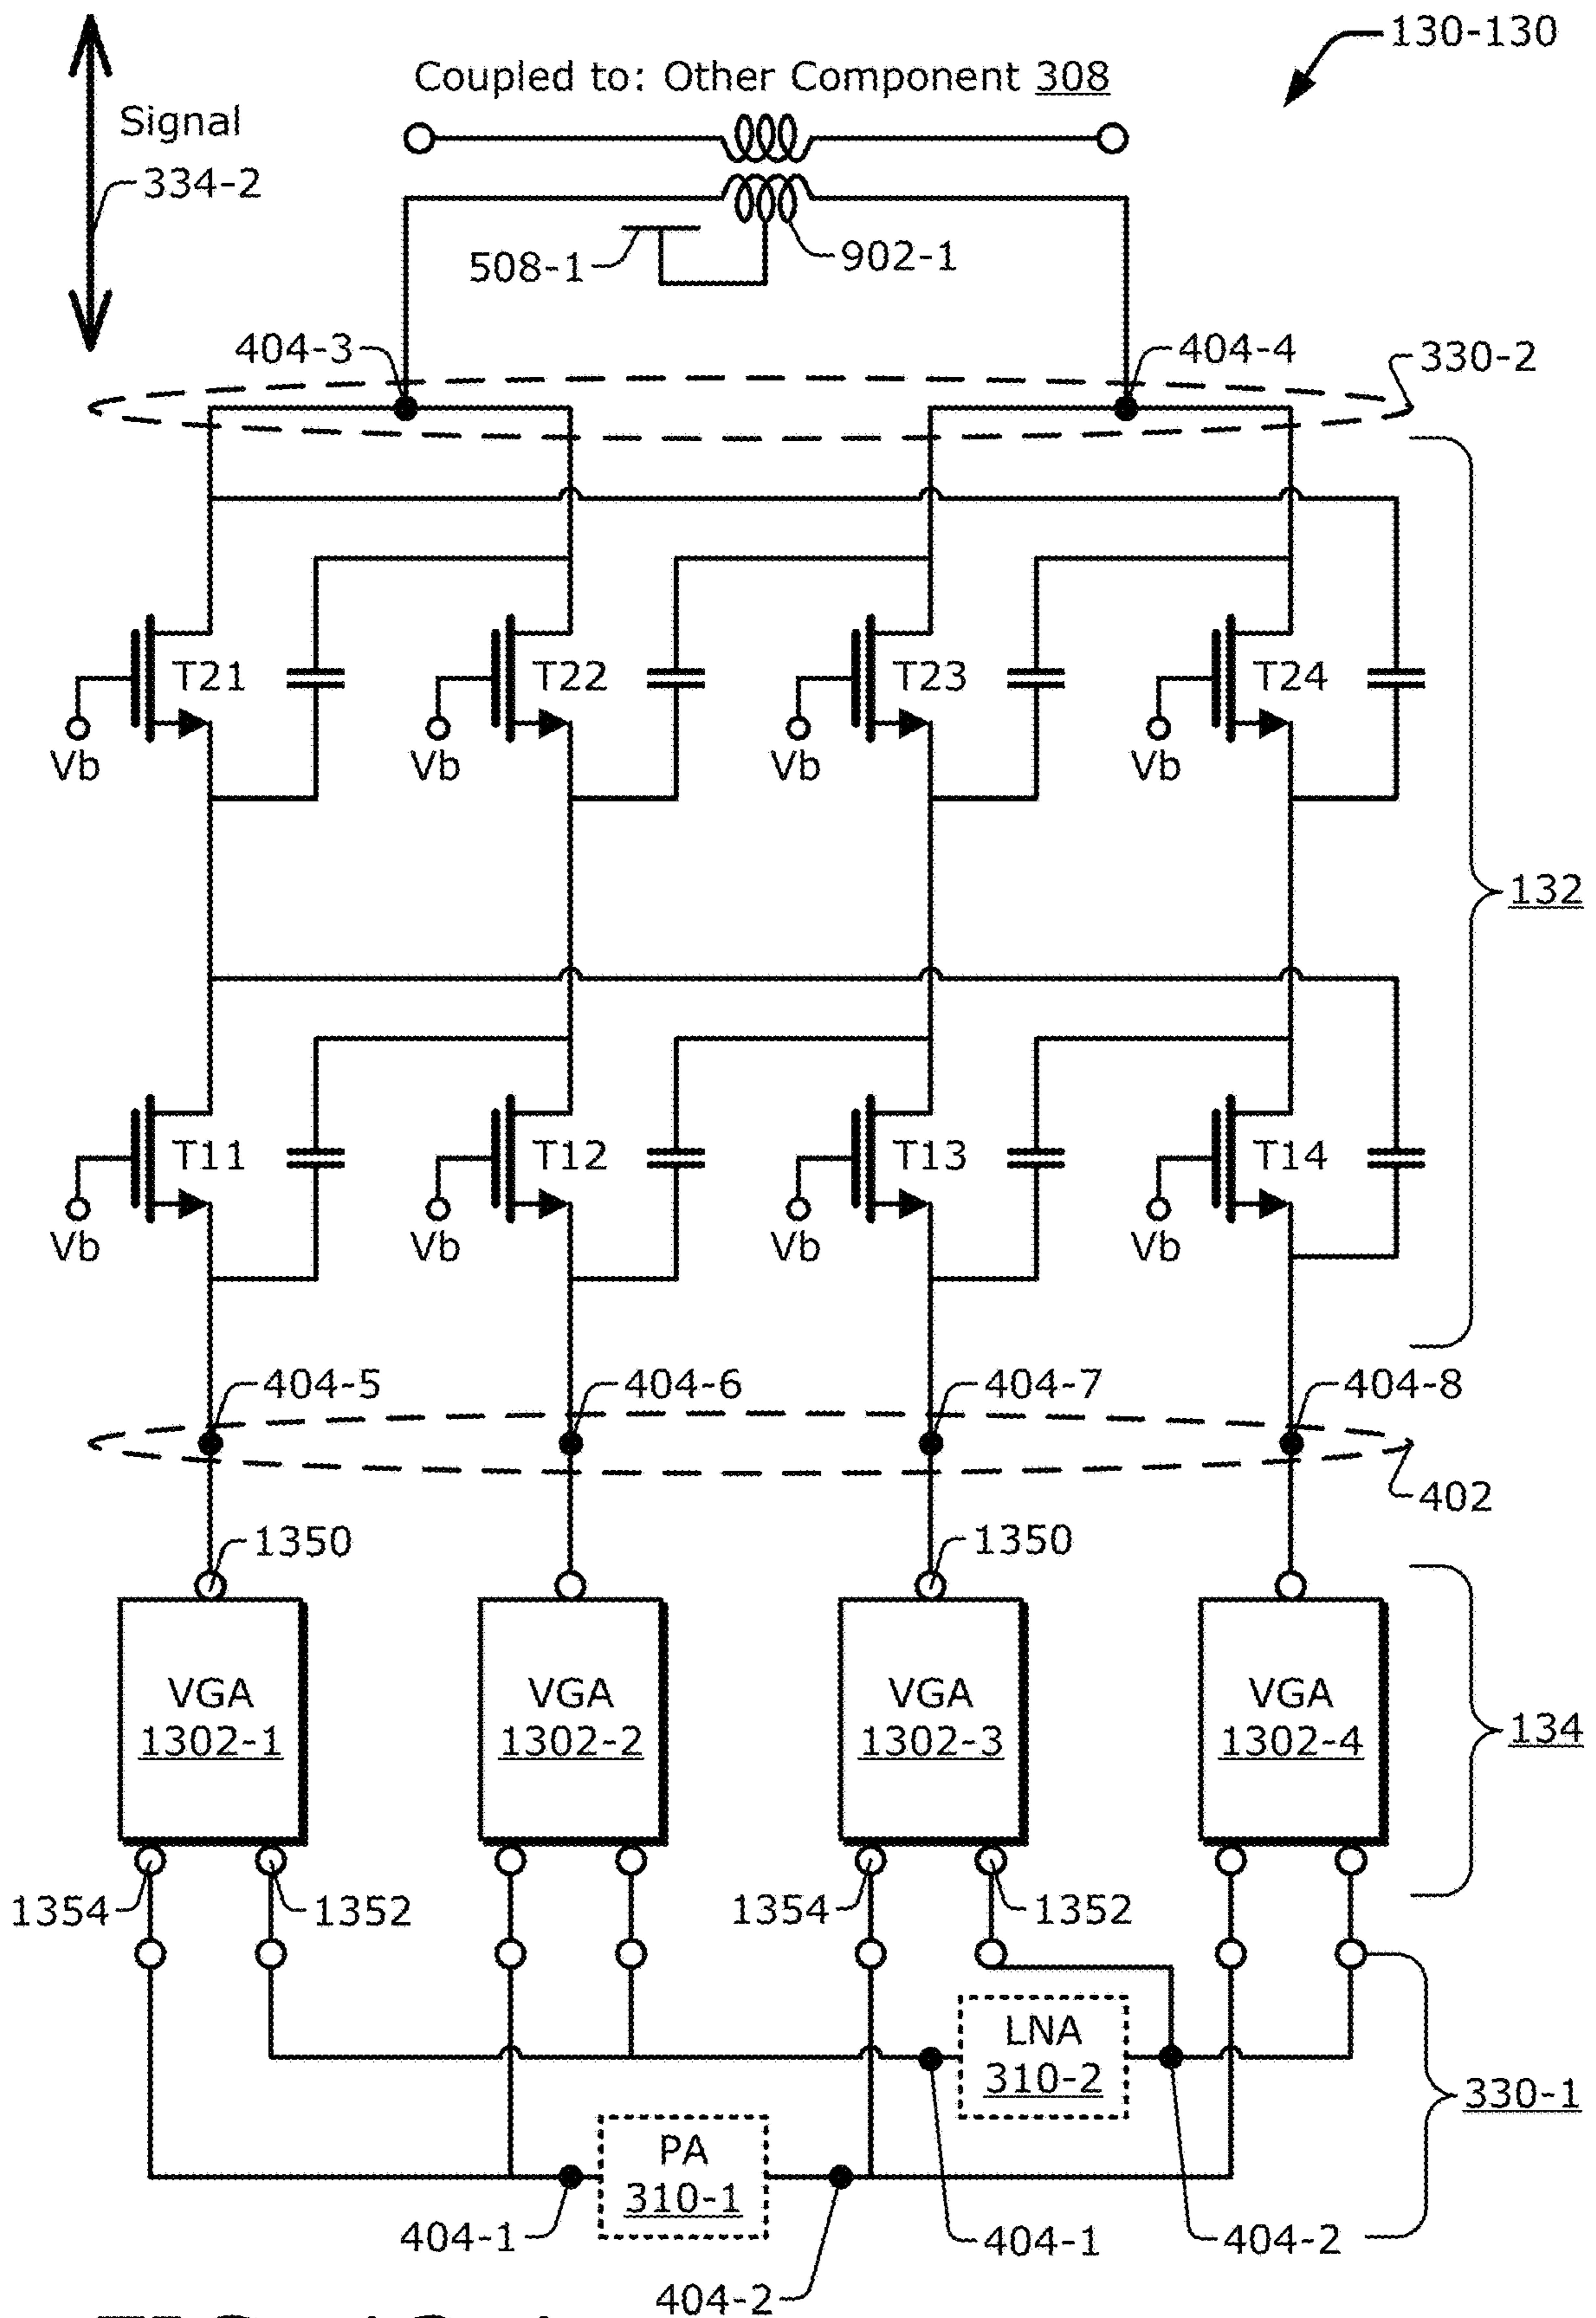 130-130
Coupled to: Other Component 308
Signal
334-2
508-1
902-1
404-3
404-4
330-2
T21
T22
T23
T24
Vb
Vb
Vb
Vb
132
T11
T12
T13
T14
Vb
Vb
Vb
Vb
404-5
404-6
404-7
404-8
402
1350
1350
VGA
1302-1
VGA
1302-2
VGA
1302-3
VGA
1302-4
134
1354
1352
1354
1352
LNA
310-2
330-1
PA
310-1
404-1
404-1
404-2
404-2